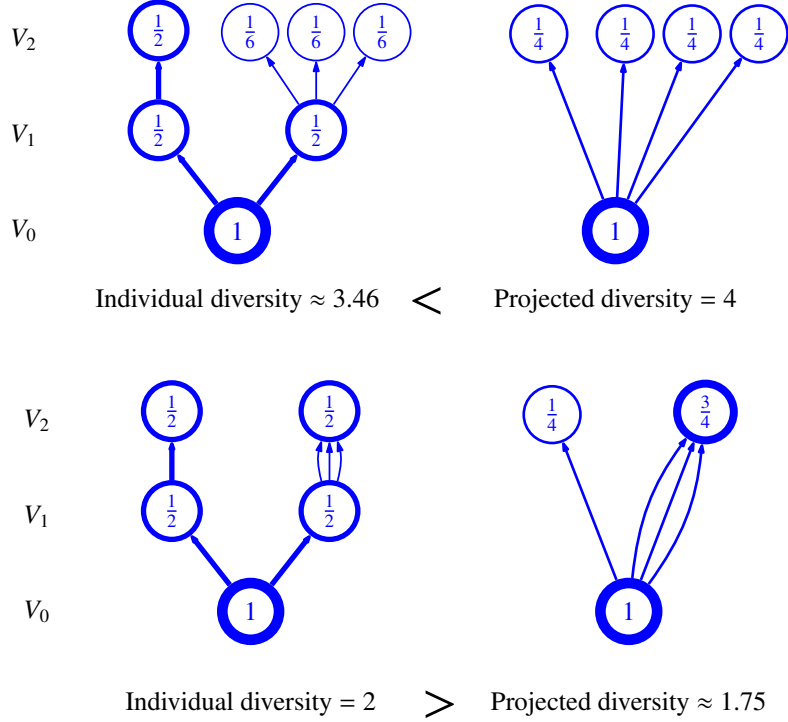 V₂ 1/2 1/6 1/6 1/6 1/4 1/4 1/4 1/4
V₁ 1/2 1/2
V₀ 1 1
Individual diversity ≈ 3.46 < Projected diversity = 4
V₂ 1/2 1/2 1/4 3/4
V₁ 1/2 1/2
V₀ 1 1
Individual diversity = 2 > Projected diversity ≈ 1.75